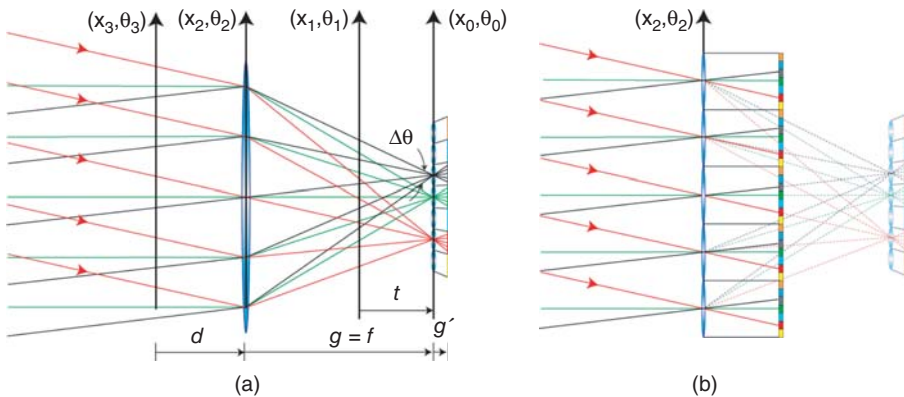 (x₃,θ₃) (x₂,θ₂) (x₁,θ₁) (x₀,θ₀)
Δθ
t
d
g = f
g´
(a)
(x₂,θ₂)
(b)